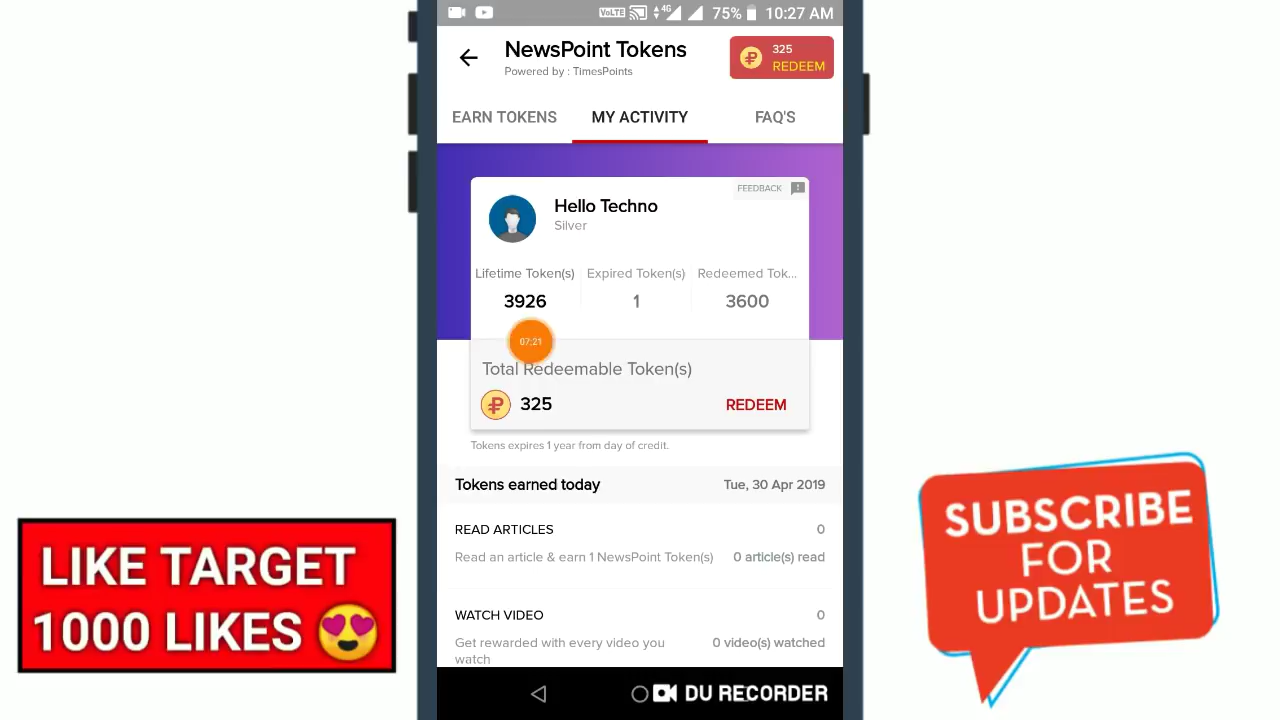 VoLTE 4G 75% 10:27 AM
NewsPoint Tokens
Powered by : TimesPoints
325
REDEEM
EARN TOKENS MY ACTIVITY FAQ'S
FEEDBACK
Hello Techno
Silver
Lifetime Token(s) Expired Token(s) Redeemed Tok...
3926 1 3600
07:21
Total Redeemable Token(s)
325 REDEEM
Tokens expires 1 year from day of credit.
Tokens earned today Tue, 30 Apr 2019
READ ARTICLES 0
Read an article & earn 1 NewsPoint Token(s) 0 article(s) read
WATCH VIDEO 0
Get rewarded with every video you 0 video(s) watched
watch
DU RECORDER
LIKE TARGET
1000 LIKES
SUBSCRIBE
FOR
UPDATES